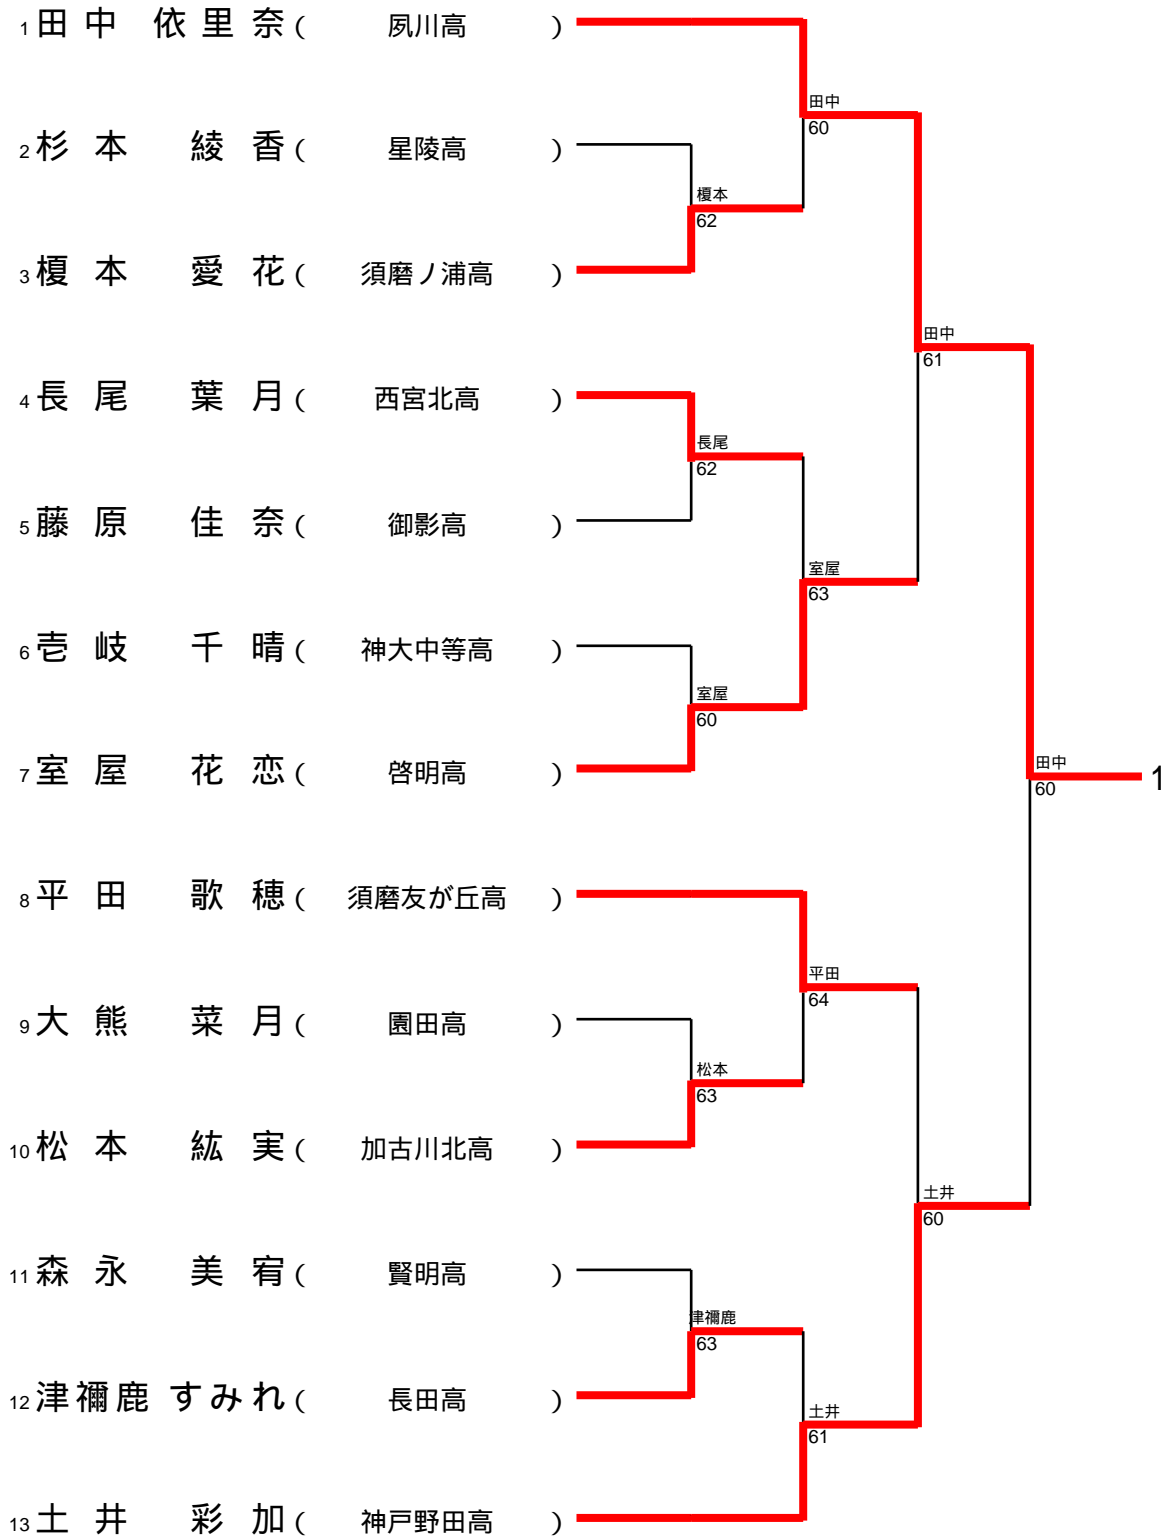 1 田中 依里奈 ( 夙川高 )
田中
60
2 杉本 綾香 ( 星陵高 )
榎本
62
3 榎本 愛花 ( 須磨ノ浦高 )
田中
61
4 長尾 葉月 ( 西宮北高 )
長尾
62
5 藤原 佳奈 ( 御影高 )
室屋
63
6 壱岐 千晴 ( 神大中等高 )
室屋
60
7 室屋 花恋 ( 啓明高 )
田中
60
1
8 平田 歌穂 ( 須磨友が丘高 )
平田
64
9 大熊 菜月 ( 園田高 )
松本
63
10 松本 紘実 ( 加古川北高 )
土井
60
11 森永 美宥 ( 賢明高 )
津禰鹿
63
12 津禰鹿 すみれ ( 長田高 )
土井
61
13 土井 彩加 ( 神戸野田高 )